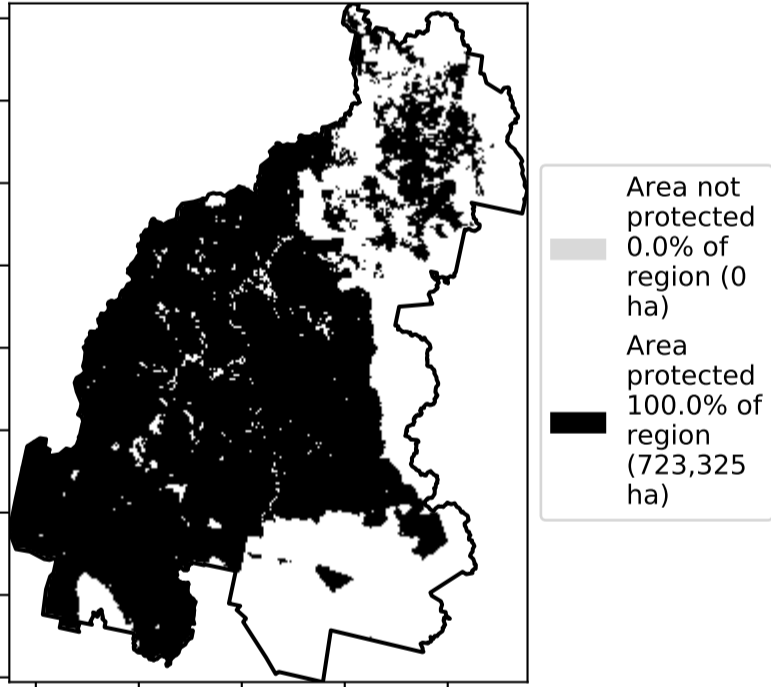 Area not
protected
0.0% of
region (0
ha)
Area
protected
100.0% of
region
(723,325
ha)